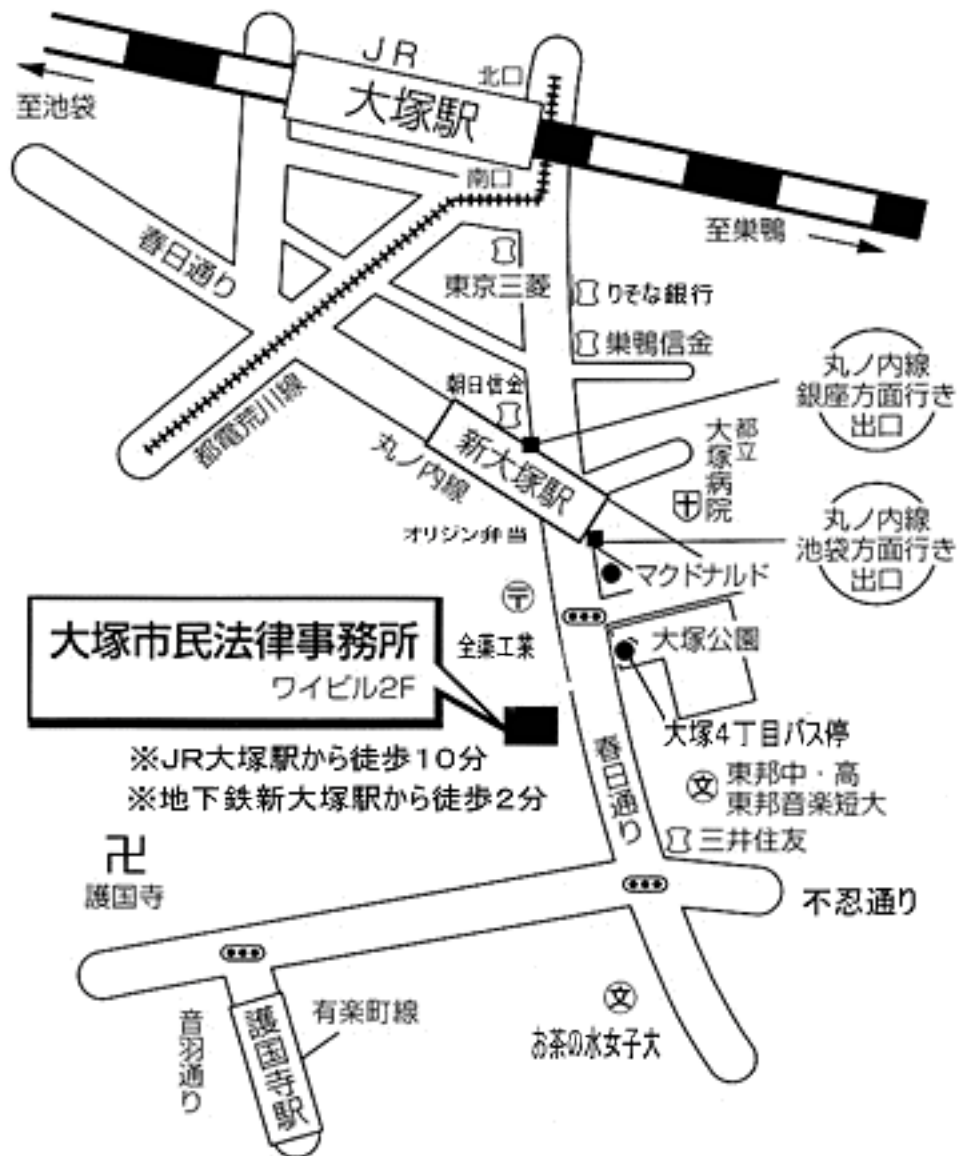 JR
大塚駅
北口
南口
至池袋
至巣鴨
春日通り
東京三菱
りそな銀行
巣鴨信金
都電荒川線
朝日信金
丸ノ内線
新大塚駅
丸ノ内線
銀座方面行き
出口
都立
大塚病院
オリジン弁当
丸ノ内線
池袋方面行き
出口
マクドナルド
〒
全薬工業
大塚公園
大塚市民法律事務所
ワイビル2F
※JR大塚駅から徒歩10分
※地下鉄新大塚駅から徒歩2分
大塚4丁目バス停
春日通り
文
東邦中・高
東邦音楽短大
三井住友
卍
護国寺
不忍通り
音羽通り
護国寺駅
有楽町線
文
お茶の水女子大